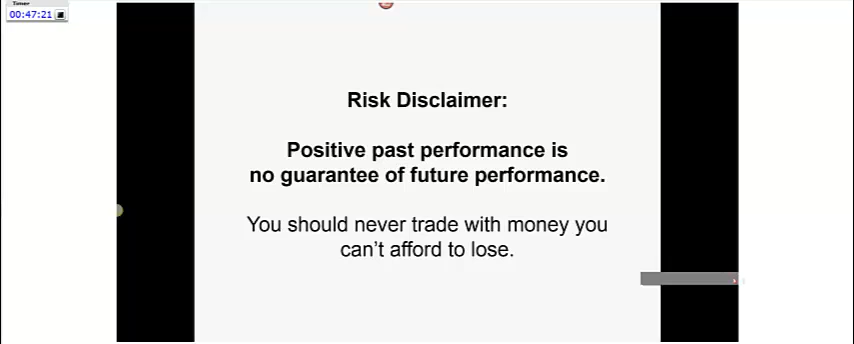 Timer
00:47:21
Risk Disclaimer:
Positive past performance is
no guarantee of future performance.
You should never trade with money you
can't afford to lose.